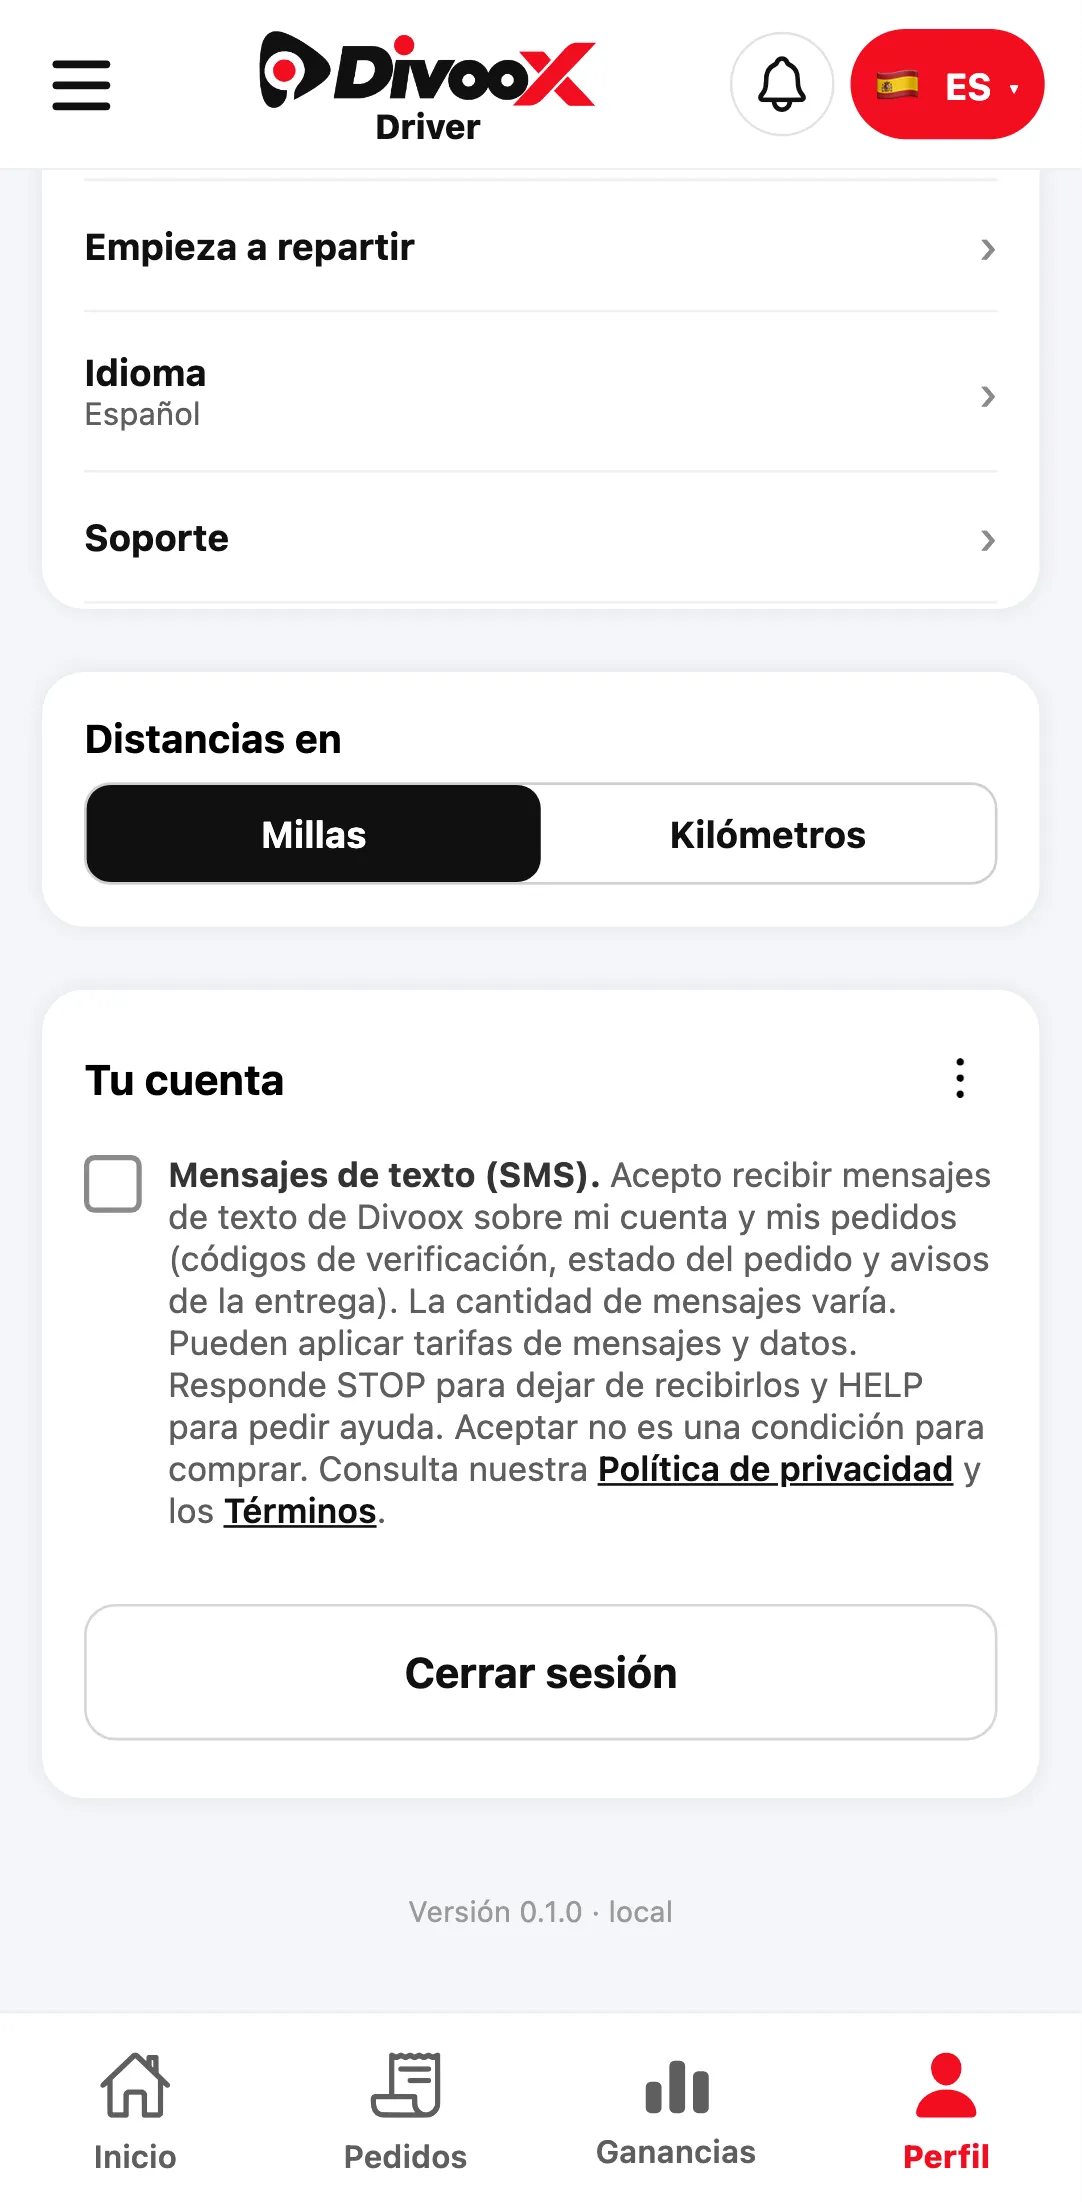 DivooX
Driver
ES
Empieza a repartir
Idioma
Español
Soporte
Distancias en
Millas
Kilómetros
Tu cuenta
Mensajes de texto (SMS). Acepto recibir mensajes
de texto de Divoox sobre mi cuenta y mis pedidos
(códigos de verificación, estado del pedido y avisos
de la entrega). La cantidad de mensajes varía.
Pueden aplicar tarifas de mensajes y datos.
Responde STOP para dejar de recibirlos y HELP
para pedir ayuda. Aceptar no es una condición para
comprar. Consulta nuestra Política de privacidad y
los Términos.
Cerrar sesión
Versión 0.1.0 · local
Inicio
Pedidos
Ganancias
Perfil